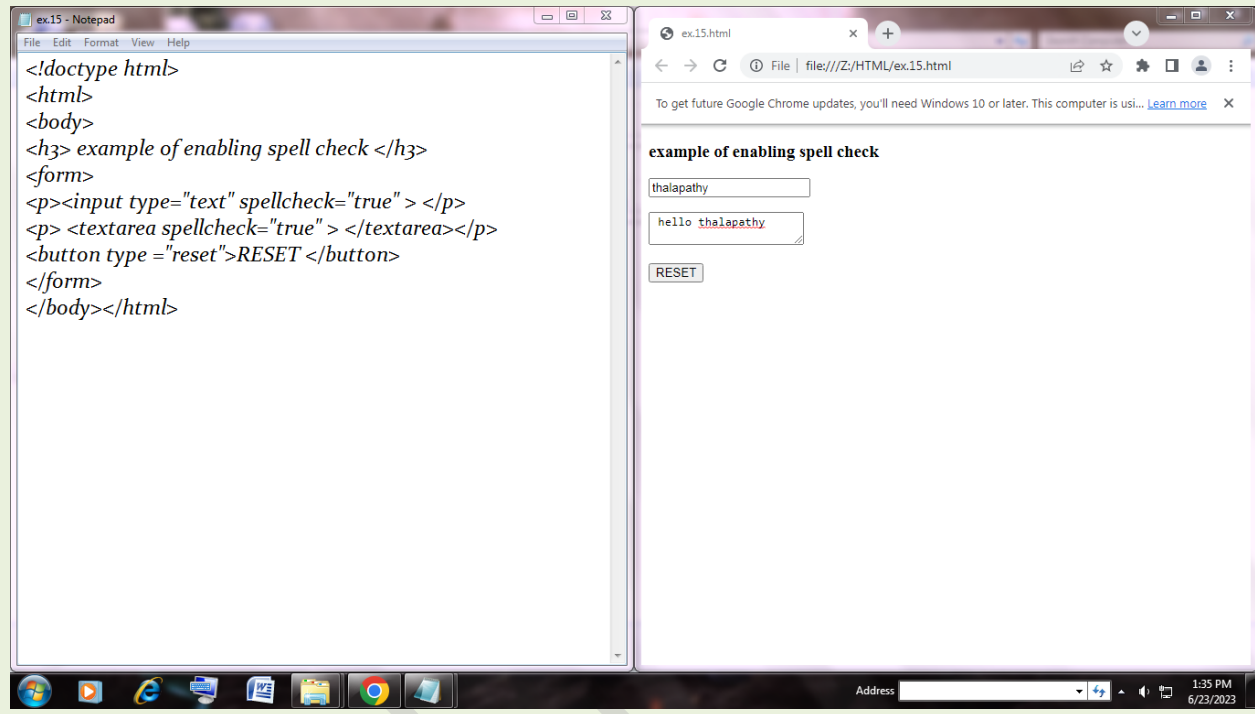 ex.15 - Notepad
File Edit Format View Help
<!doctype html>
<html>
<body>
<h3> example of enabling spell check </h3>
<form>
<p><input type="text" spellcheck="true" > </p>
<p> <textarea spellcheck="true" > </textarea></p>
<button type ="reset">RESET </button>
</form>
</body></html>
ex.15.html
File file:///Z:/HTML/ex.15.html
To get future Google Chrome updates, you'll need Windows 10 or later. This computer is usi... Learn more
example of enabling spell check
thalapathy
hello thalapathy
RESET
Address
1:35 PM
6/23/2023